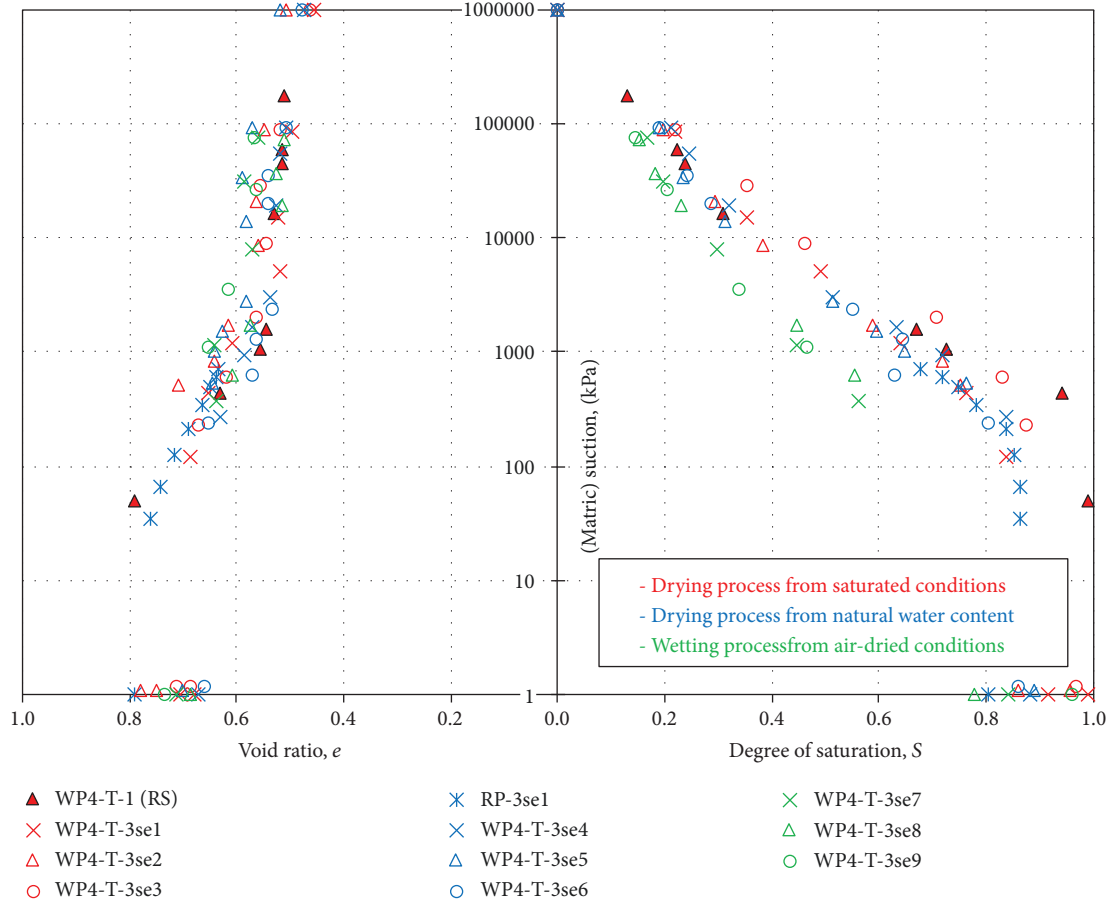 1000000
100000
10000
1000
100
10
1
(Matric) suction, (kPa)
- Drying process from saturated conditions
- Drying process from natural water content
- Wetting processfrom air-dried conditions
1.0 0.8 0.6 0.4 0.2 0.0 0.2 0.4 0.6 0.8 1.0
Void ratio, e
Degree of saturation, S
WP4-T-1 (RS)
WP4-T-3se1
WP4-T-3se2
WP4-T-3se3
RP-3se1
WP4-T-3se4
WP4-T-3se5
WP4-T-3se6
WP4-T-3se7
WP4-T-3se8
WP4-T-3se9